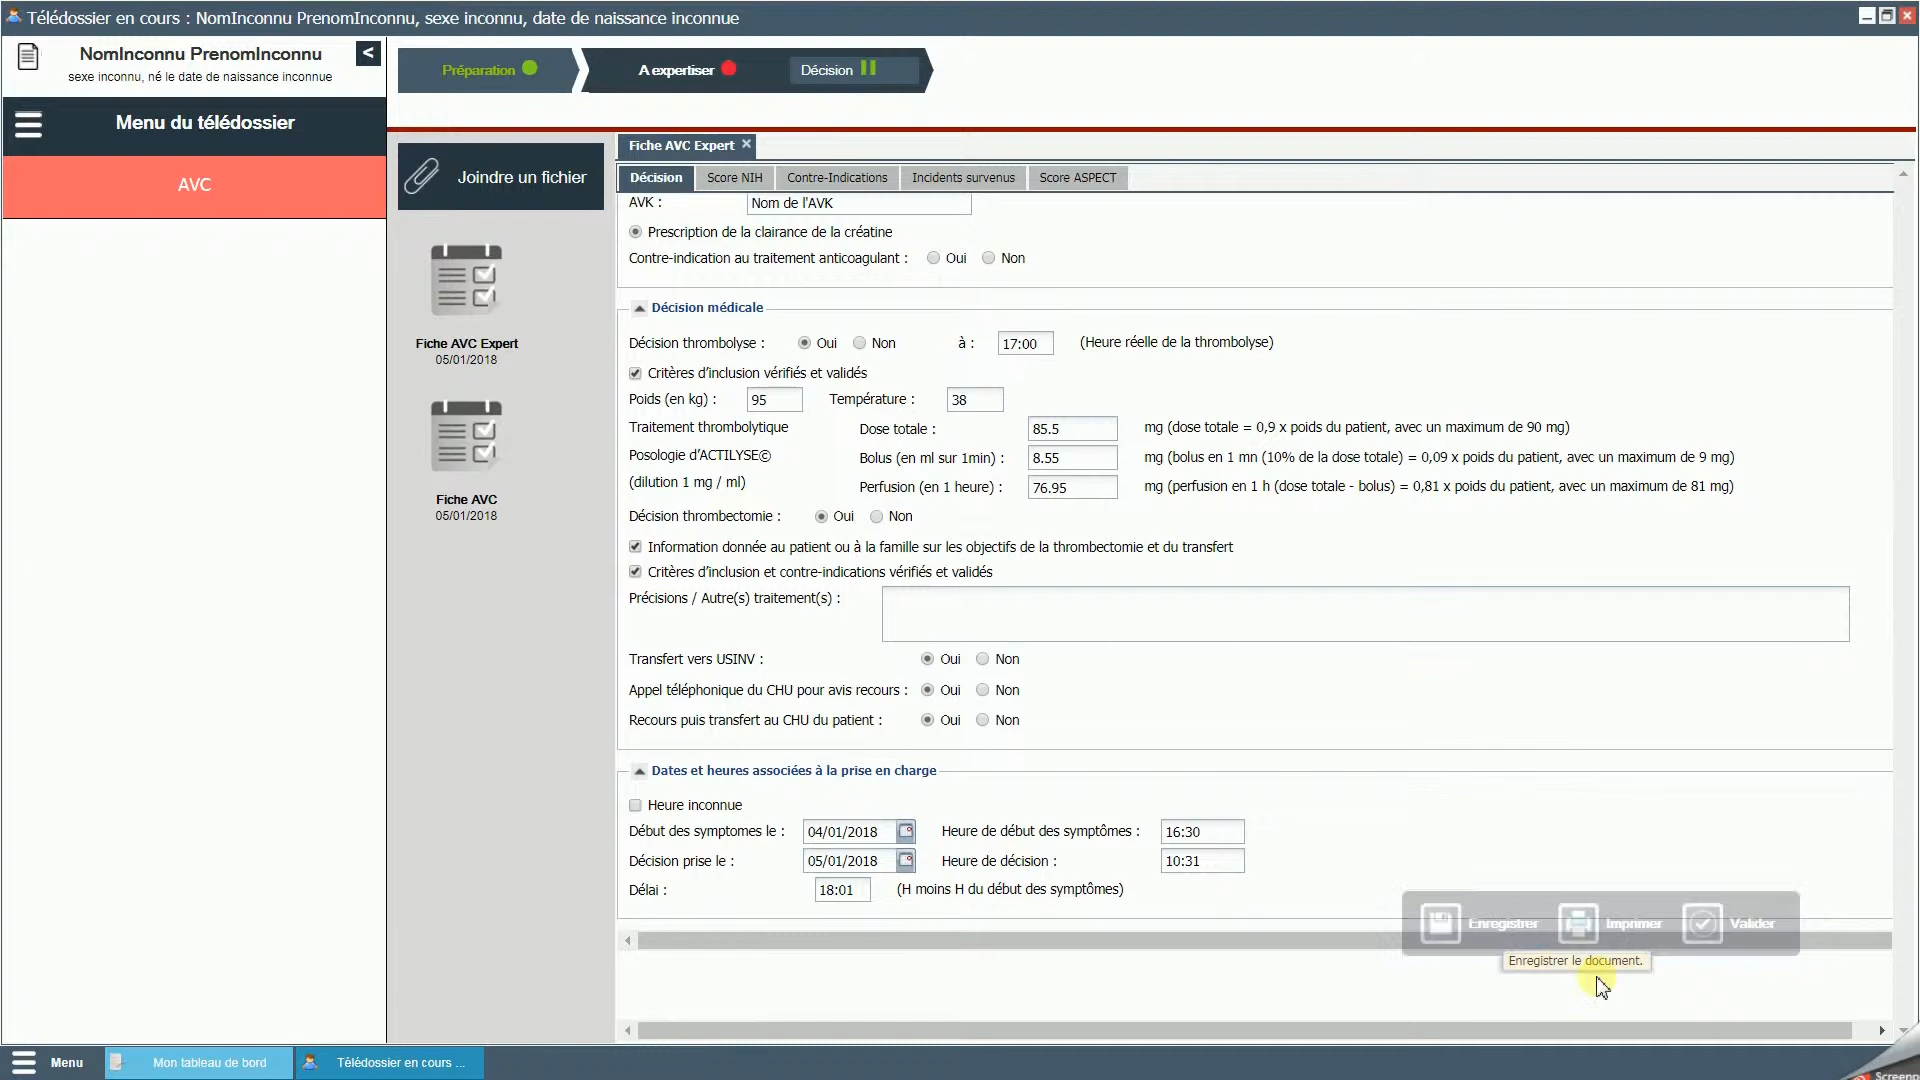 Télédossier en cours : NomInconnu PrenomInconnu, sexe inconnu, date de naissance inconnue
NomInconnu PrenomInconnu
<
sexe inconnu, né le date de naissance inconnue
Préparation
A expertiser
Décision
Menu du télédossier
AVC
Joindre un fichier
Fiche AVC Expert
05/01/2018
Fiche AVC
05/01/2018
Fiche AVC Expert
Décision Score NIH Contre-Indications Incidents survenus Score ASPECT
AVK : Nom de l'AVK
Prescription de la clairance de la créatine
Contre-indication au traitement anticoagulant : Oui Non
Décision médicale
Décision thrombolyse : Oui Non à : 17:00 (Heure réelle de la thrombolyse)
Critères d’inclusion vérifiés et validés
Poids (en kg) : 95 Température : 38
Traitement thrombolytique Dose totale : 85.5 mg (dose totale = 0,9 x poids du patient, avec un maximum de 90 mg)
Posologie d’ACTILYSE© Bolus (en ml sur 1min) : 8.55 mg (bolus en 1 mn (10% de la dose totale) = 0,09 x poids du patient, avec un maximum de 9 mg)
(dilution 1 mg / ml) Perfusion (en 1 heure) : 76.95 mg (perfusion en 1 h (dose totale - bolus) = 0,81 x poids du patient, avec un maximum de 81 mg)
Décision thrombectomie : Oui Non
Information donnée au patient ou à la famille sur les objectifs de la thrombectomie et du transfert
Critères d’inclusion et contre-indications vérifiés et validés
Précisions / Autre(s) traitement(s) :
Transfert vers USINV : Oui Non
Appel téléphonique du CHU pour avis recours : Oui Non
Recours puis transfert au CHU du patient : Oui Non
Dates et heures associées à la prise en charge
Heure inconnue
Début des symptomes le : 04/01/2018 Heure de début des symptômes : 16:30
Décision prise le : 05/01/2018 Heure de décision : 10:31
Délai : 18:01 (H moins H du début des symptômes)
Enregistrer Imprimer Valider
Enregistrer le document.
Menu Mon tableau de bord Télédossier en cours ...